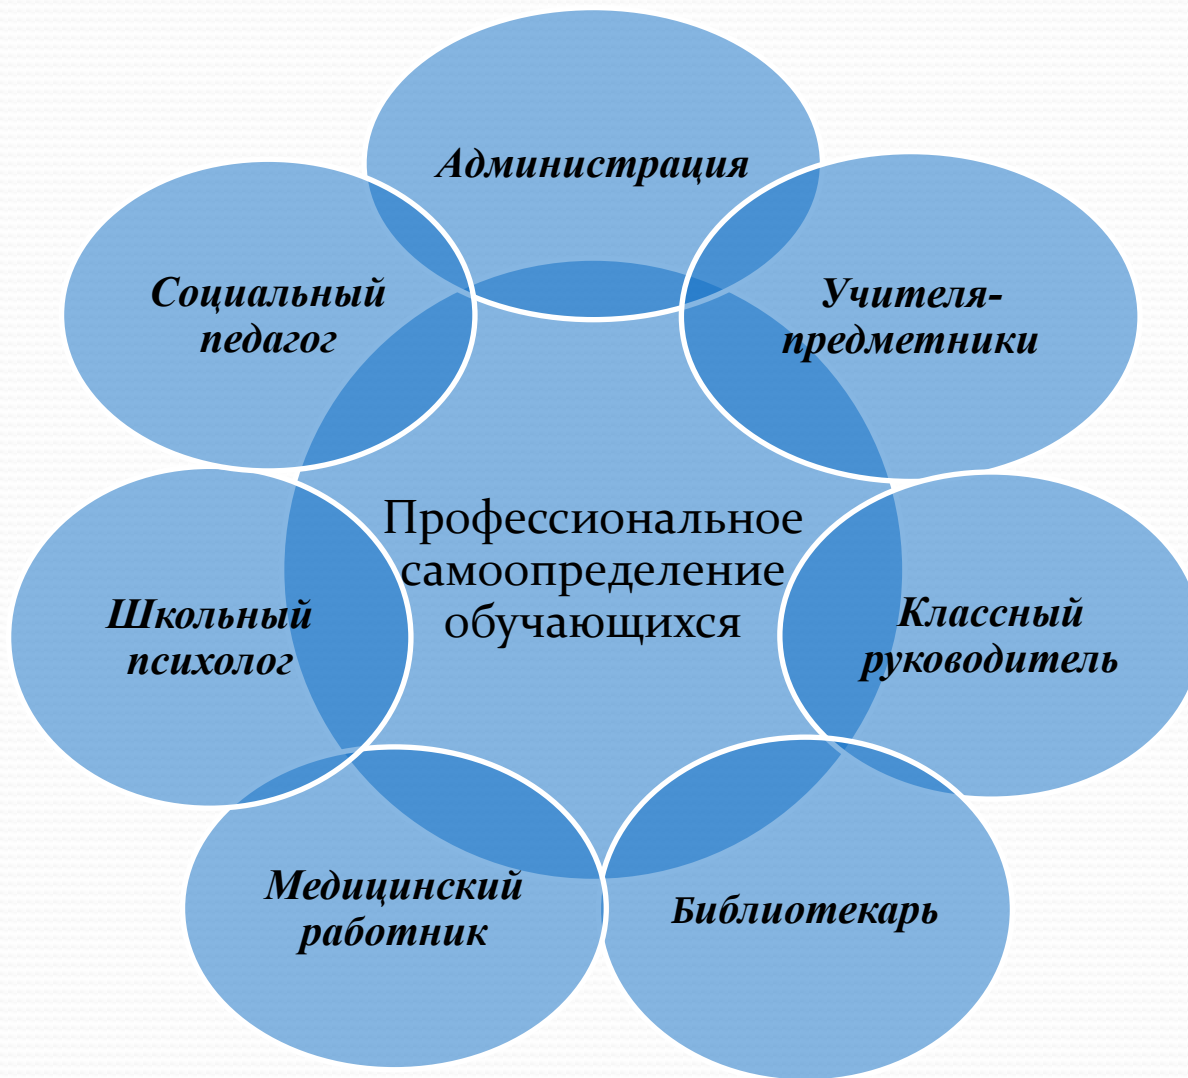 Администрация
Социальный
педагог
Учителя-
предметники
Профессиональное
самоопределение
обучающихся
Школьный
психолог
Классный
руководитель
Медицинский
работник
Библиотекарь